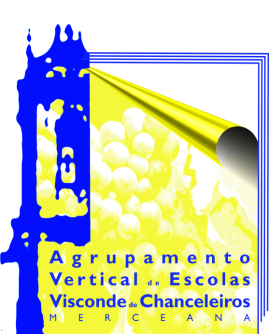 Agrupamento
Vertical de Escolas
Visconde de Chanceleiros
MERCEANA